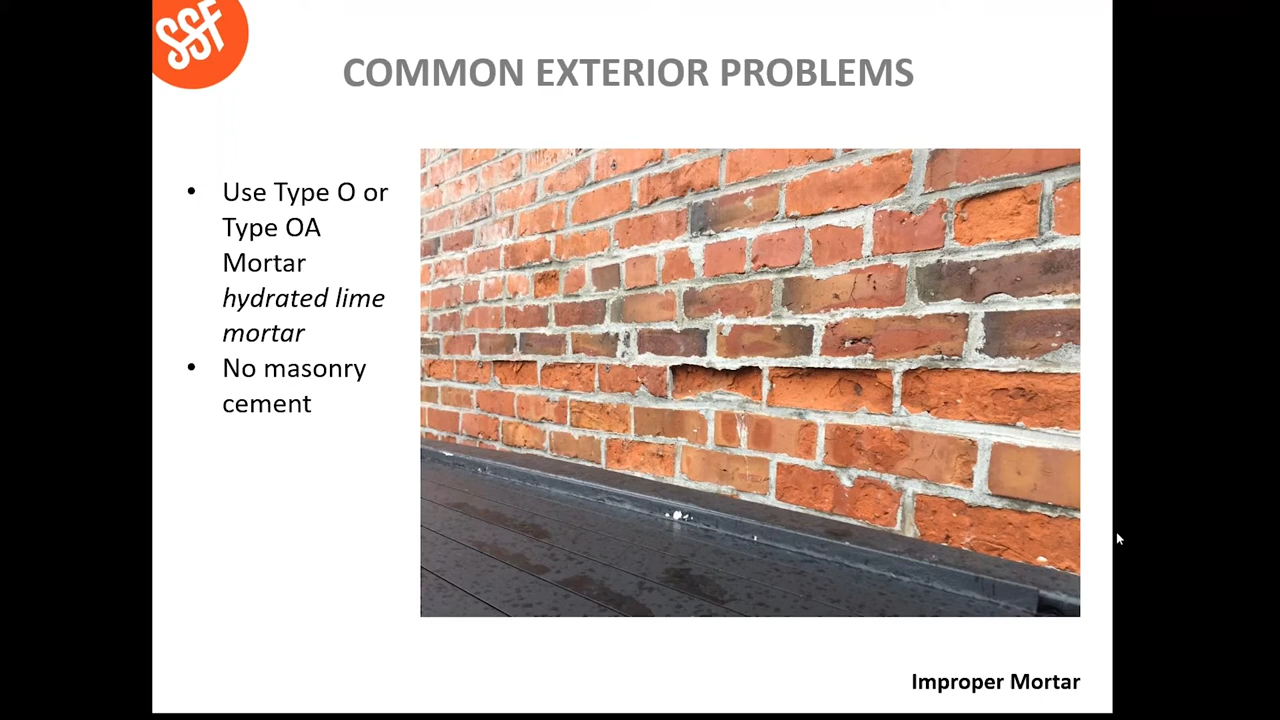 SSF
COMMON EXTERIOR PROBLEMS
• Use Type O or
Type OA
Mortar
hydrated lime
mortar
• No masonry
cement
Improper Mortar